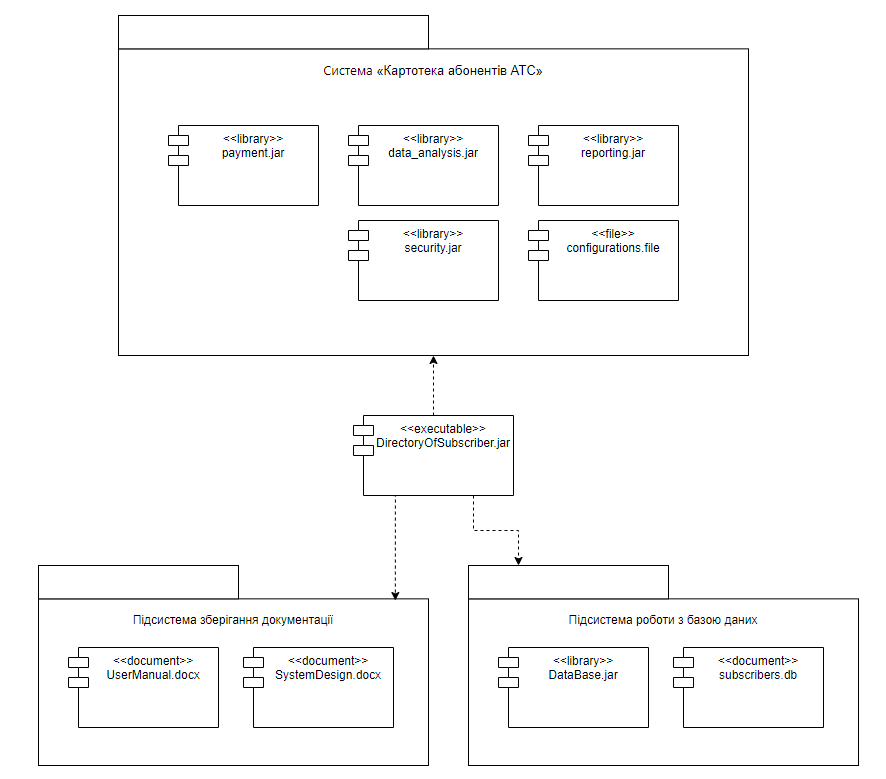 Система «Картотека абонентів АТС»
<<library>>
payment.jar
<<library>>
data_analysis.jar
<<library>>
reporting.jar
<<library>>
security.jar
<<file>>
configurations.file
<<executable>>
DirectoryOfSubscriber.jar
Підсистема зберігання документації
<<document>>
UserManual.docx
<<document>>
SystemDesign.docx
Підсистема роботи з базою даних
<<library>>
DataBase.jar
<<document>>
subscribers.db